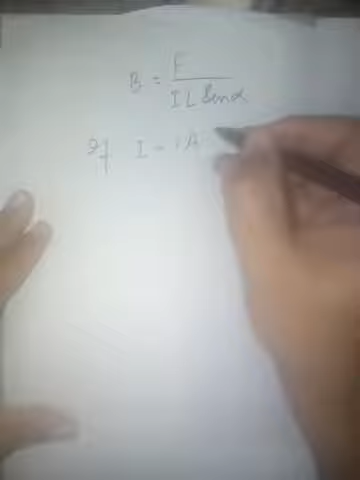 B = F / IL Sinα
If I = 1A